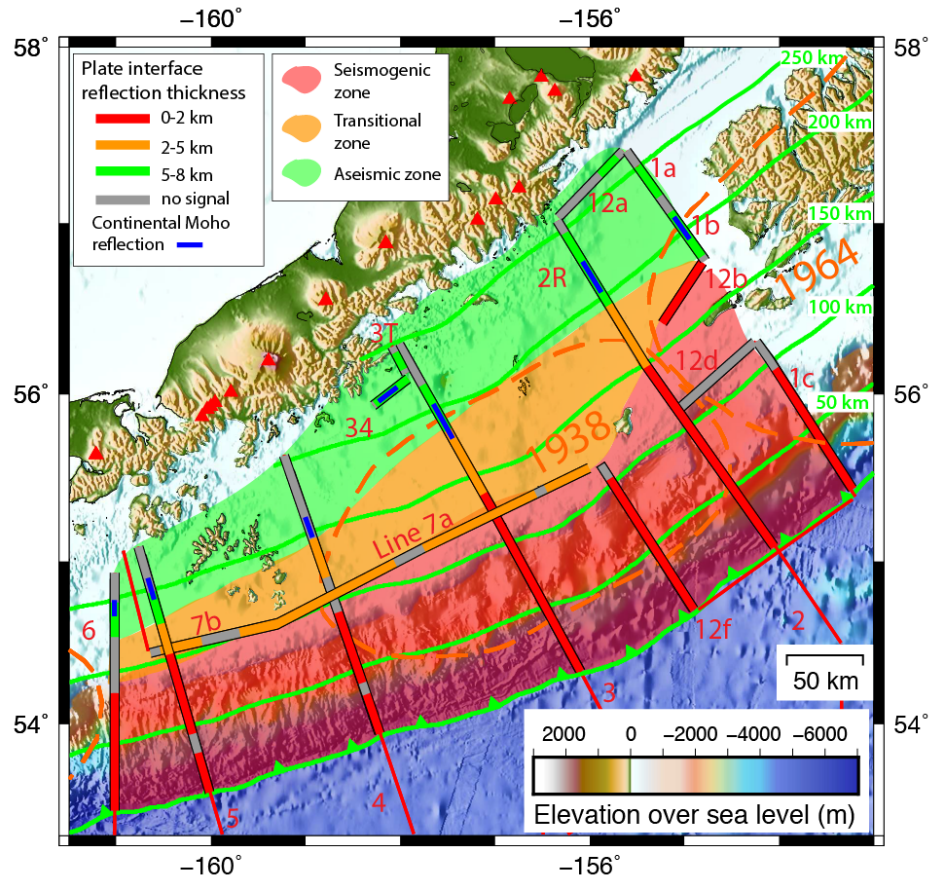 −160°
−156°
58°
58°
Plate interface
reflection thickness
0-2 km
2-5 km
5-8 km
no signal
Continental Moho
reflection
Seismogenic
zone
Transitional
zone
Aseismic zone
250 km
200 km
150 km
100 km
50 km
1a
12a
1b
2R
12b
1964
3T
12d
1c
56°
56°
34
1938
Line 7a
7b
6
12f
2
50 km
3
54°
54°
4
5
2000
0
−2000
−4000
−6000
Elevation over sea level (m)
−160°
−156°